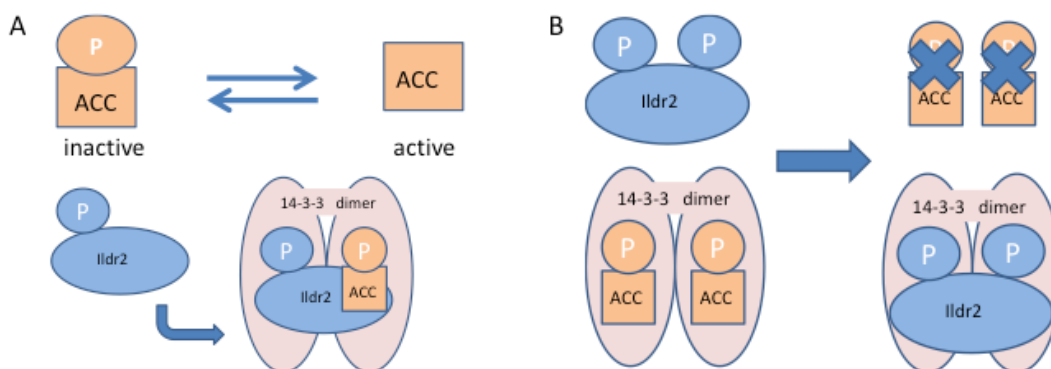 A
P
ACC
inactive
ACC
active
P
Ildr2
14-3-3 dimer
P
P
Ildr2
ACC
B
P
P
Ildr2
14-3-3 dimer
P
P
ACC
ACC
ACC
ACC
14-3-3 dimer
P
P
Ildr2